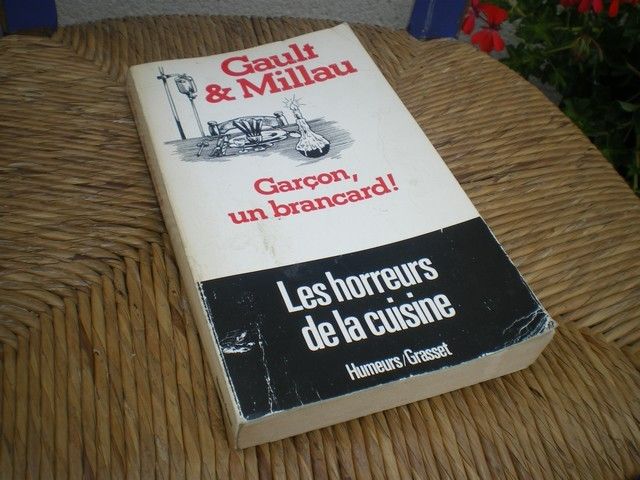 Gault
& Millau
Garçon,
un brancard!
Les horreurs
de la cuisine
Humeurs/Grasset